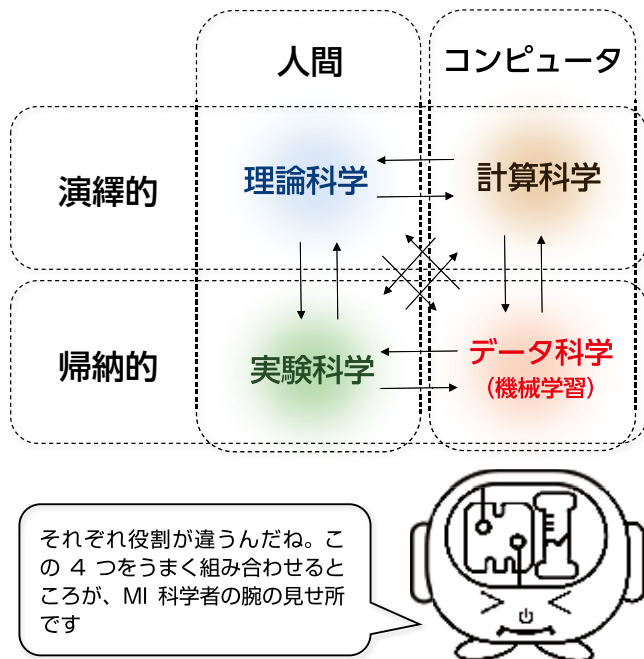 人間
コンピュータ
演繹的
理論科学
計算科学
帰納的
実験科学
データ科学
(機械学習)
それぞれ役割が違うんだね。こ
の 4 つをうまく組み合わせると
ころが、MI 科学者の腕の見せ所
です